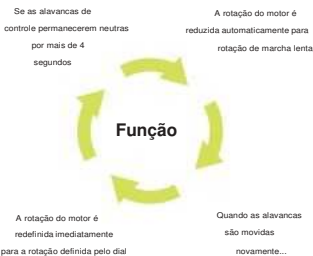 Se as alavancas de
controle permanecerem neutras
por mais de 4
segundos
A rotação do motor é
reduzida automaticamente para
rotação de marcha lenta
Função
Quando as alavancas
são movidas
novamente...
A rotação do motor é
redefinida imediatamente
para a rotação definida pelo dial